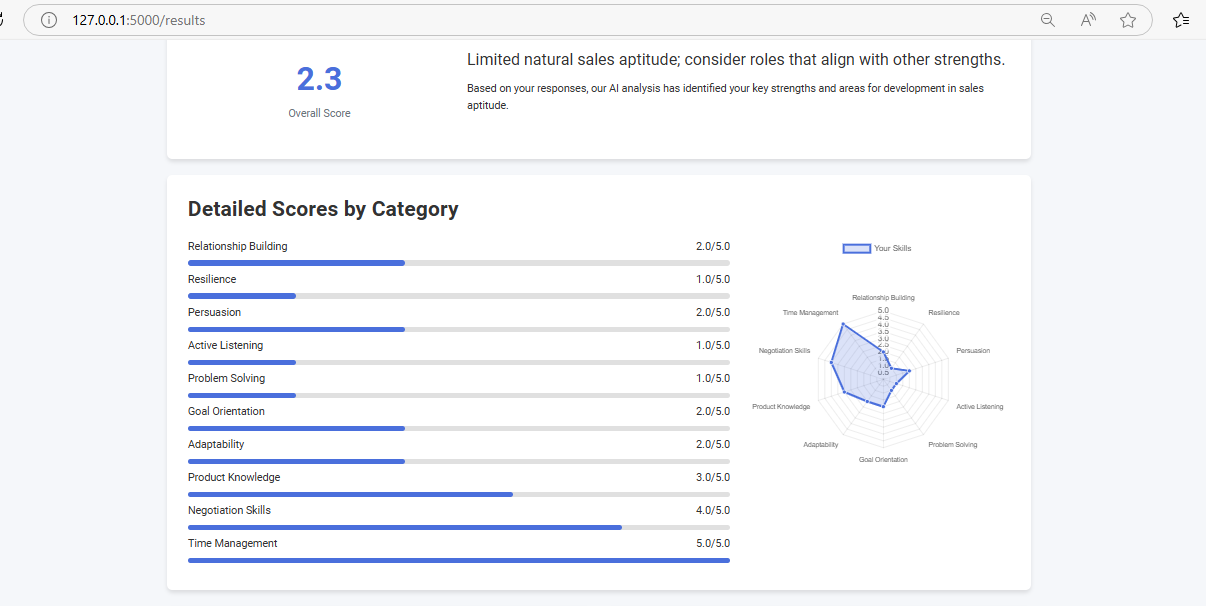 127.0.0.1:5000/results
2.3
Overall Score
Limited natural sales aptitude; consider roles that align with other strengths.
Based on your responses, our AI analysis has identified your key strengths and areas for development in sales
aptitude.
Detailed Scores by Category
Relationship Building 2.0/5.0
Resilience 1.0/5.0
Persuasion 2.0/5.0
Active Listening 1.0/5.0
Problem Solving 1.0/5.0
Goal Orientation 2.0/5.0
Adaptability 2.0/5.0
Product Knowledge 3.0/5.0
Negotiation Skills 4.0/5.0
Time Management 5.0/5.0
Your Skills
Relationship Building
Time Management
Resilience
Negotiation Skills
Persuasion
Product Knowledge
Active Listening
Adaptability
Problem Solving
Goal Orientation
5.0
4.5
4.0
3.5
3.0
2.5
2.0
1.5
1.0
0.5